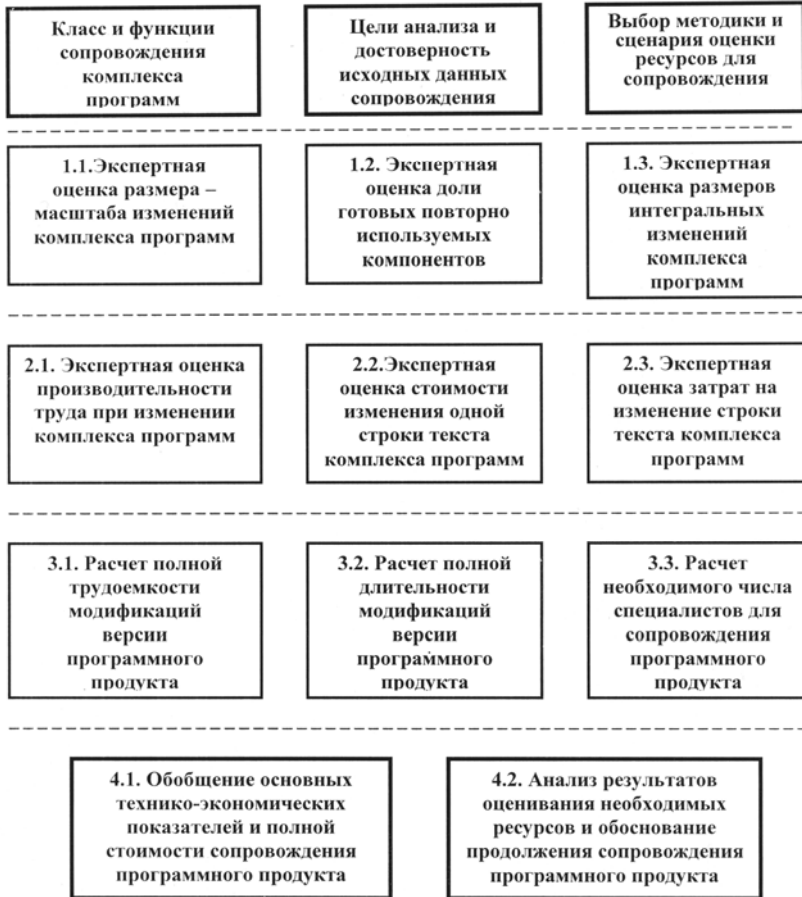 Класс и функции
сопровождения
комплекса
программ
Цели анализа и
достоверность
исходных данных
сопровождения
Выбор методики и
сценария оценки
ресурсов для
сопровождения
1.1.Экспертная
оценка размера –
масштаба изменений
комплекса программ
1.2. Экспертная
оценка доли
готовых повторно
используемых
компонентов
1.3. Экспертная
оценка размеров
интегральных
изменений
комплекса
программ
2.1. Экспертная оценка
производительности
труда при изменении
комплекса программ
2.2.Экспертная
оценка стоимости
изменения одной
строки текста
комплекса программ
2.3. Экспертная
оценка затрат на
изменение строки
текста комплекса
программ
3.1. Расчет полной
трудоемкости
модификаций
версии
программного
продукта
3.2. Расчет полной
длительности
модификаций
версии
программного
продукта
3.3. Расчет
необходимого числа
специалистов для
сопровождения
программного
продукта
4.1. Обобщение основных
технико-экономических
показателей и полной
стоимости сопровождения
программного продукта
4.2. Анализ результатов
оценивания необходимых
ресурсов и обоснование
продолжения сопровождения
программного продукта